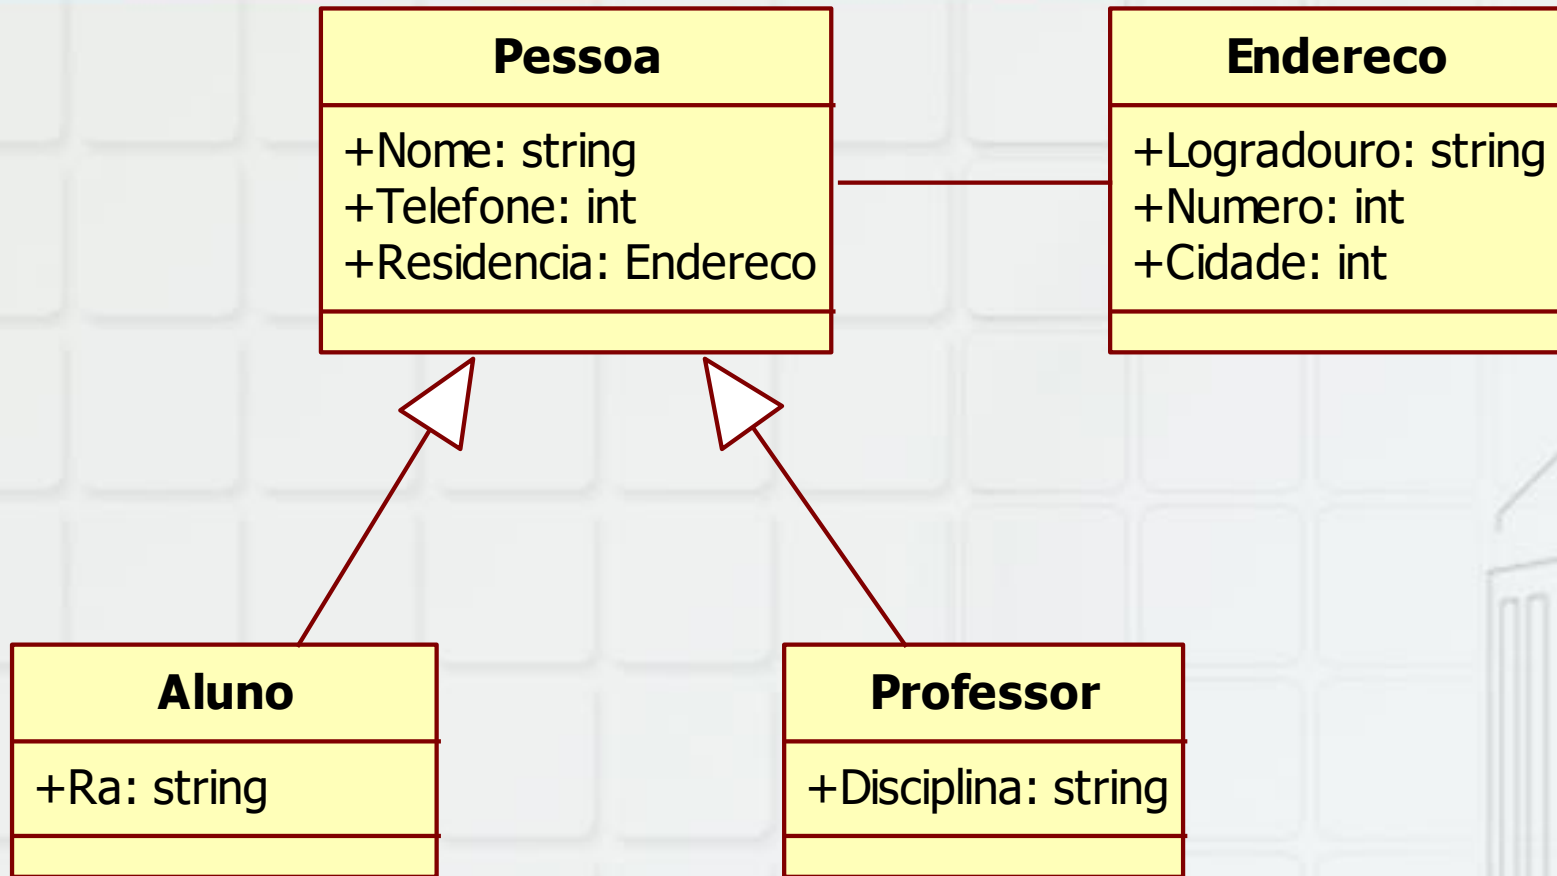 Pessoa
+Nome: string
+Telefone: int
+Residencia: Endereco
Endereco
+Logradouro: string
+Numero: int
+Cidade: int
Aluno
+Ra: string
Professor
+Disciplina: string